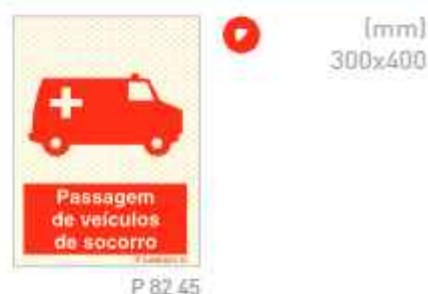 (mm)
300x400
Passagem
de veículos
de socorro
P 82 45